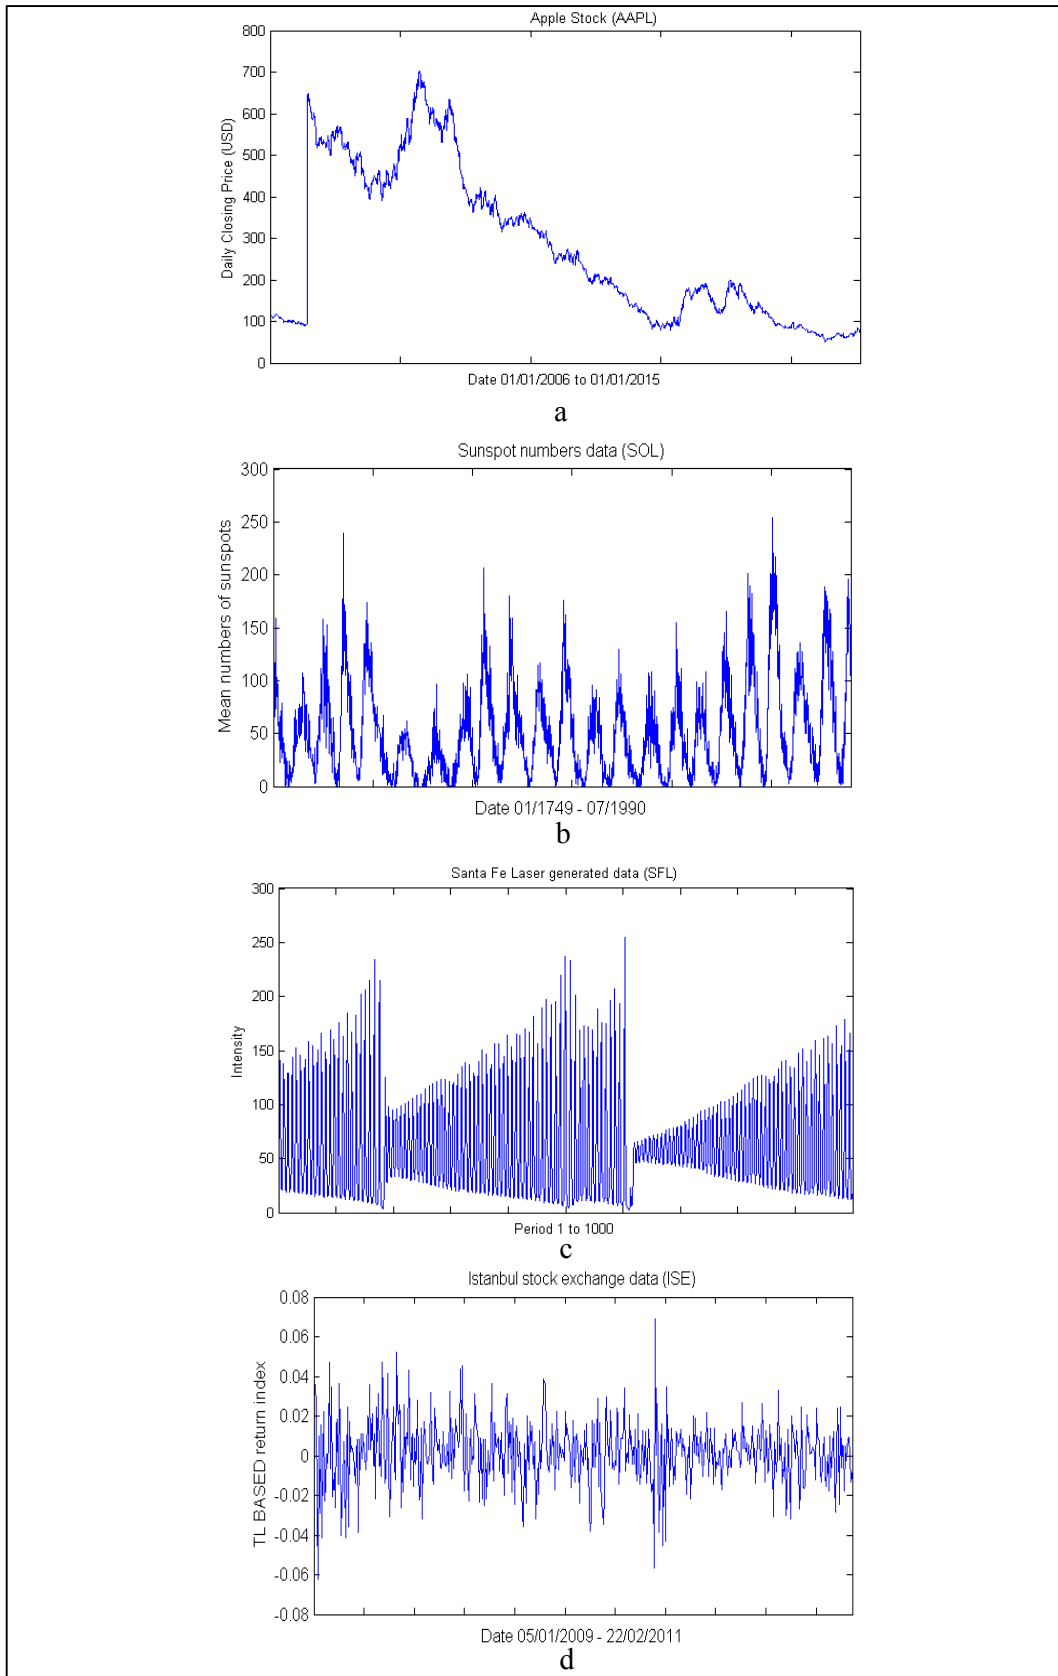 Apple Stock (AAPL)
800
700
600
500
400
300
200
100
0
Daily Closing Price (USD)
Date 01/01/2006 to 01/01/2015
a
Sunspot numbers data (SOL)
300
250
200
150
100
50
0
Mean numbers of sunspots
Date 01/1749 - 07/1990
b
Santa Fe Laser generated data (SFL)
300
250
200
150
100
50
0
Intensity
Period 1 to 1000
c
Istanbul stock exchange data (ISE)
0.08
0.06
0.04
0.02
0
-0.02
-0.04
-0.06
-0.08
TL BASED return index
Date 05/01/2009 - 22/02/2011
d